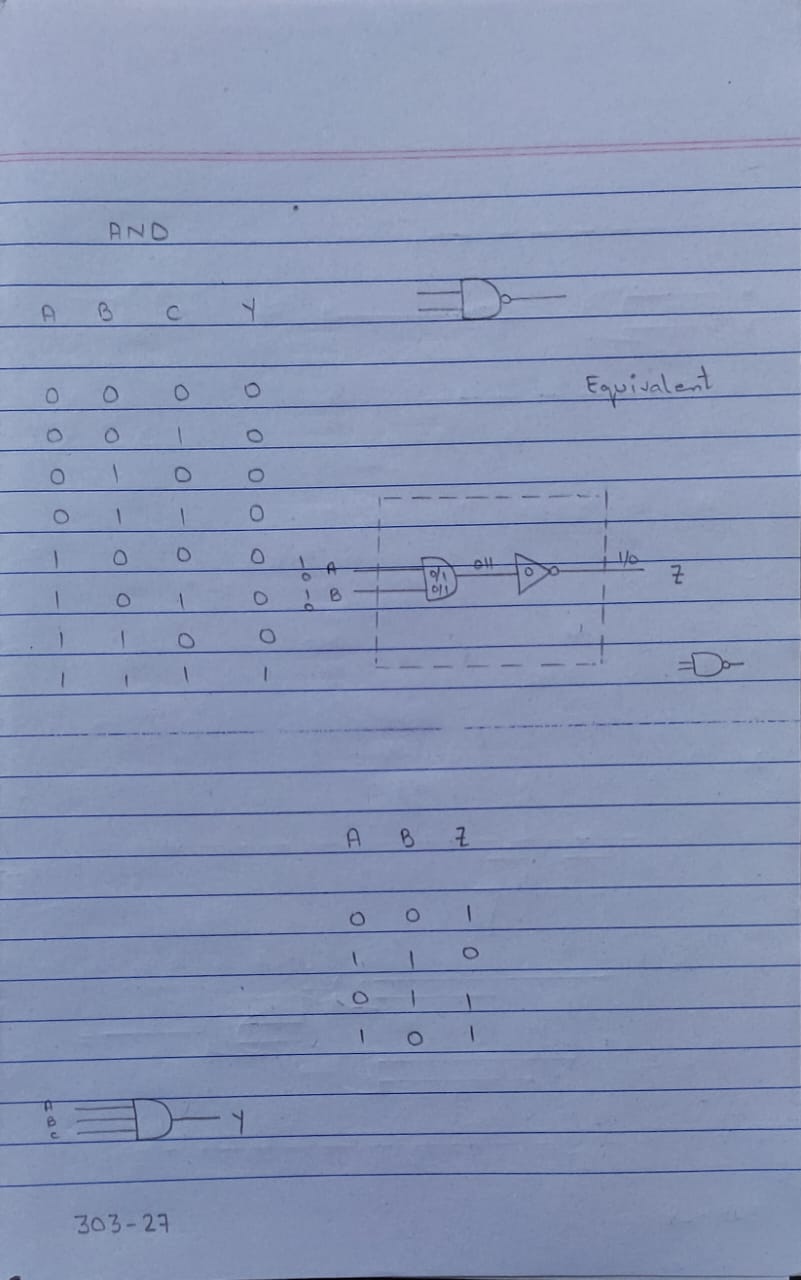 AND
A B C Y
0 0 0 0
Equivalent
0 0 1 0
0 1 0 0
0 1 1 0
1 0 0 0
1 0 A 0/1 0/1 1/0 Z
1 0 1 0
1 0 B 0/1
1 1 0 0
1 1 1 1
A B Z
0 0 1
1 1 0
0 1 1
1 0 1
A B C Y
303-27